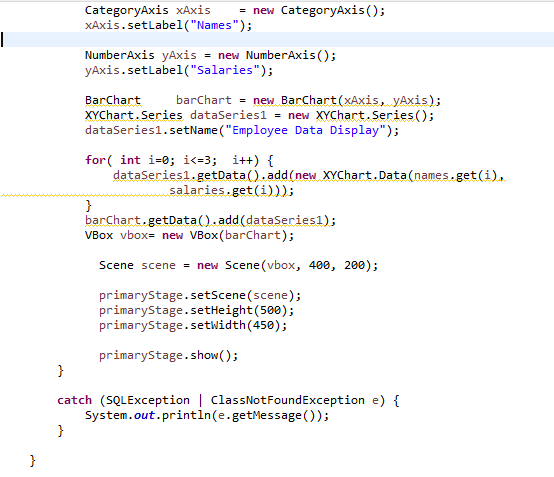 CategoryAxis xAxis    = new CategoryAxis();
xAxis.setLabel("Names");
NumberAxis yAxis = new NumberAxis();
yAxis.setLabel("Salaries");
BarChart     barChart = new BarChart(xAxis, yAxis);
XYChart.Series dataSeries1 = new XYChart.Series();
dataSeries1.setName("Employee Data Display");
for( int i=0; i<=3;  i++) {
dataSeries1.getData().add(new XYChart.Data(names.get(i),
salaries.get(i)));
}
barChart.getData().add(dataSeries1);
VBox vbox= new VBox(barChart);
Scene scene = new Scene(vbox, 400, 200);
primaryStage.setScene(scene);
primaryStage.setHeight(500);
primaryStage.setWidth(450);
primaryStage.show();
}
catch (SQLException | ClassNotFoundException e) {
System.out.println(e.getMessage());
}
}